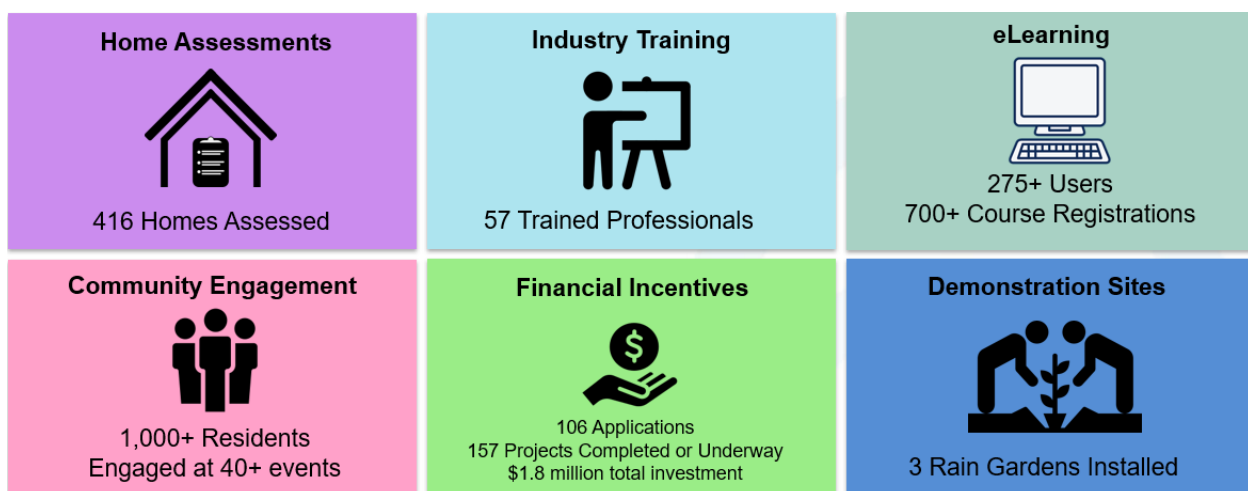 Home Assessments
416 Homes Assessed
Industry Training
57 Trained Professionals
eLearning
275+ Users
700+ Course Registrations
Community Engagement
1,000+ Residents
Engaged at 40+ events
Financial Incentives
$
106 Applications
157 Projects Completed or Underway
$1.8 million total investment
Demonstration Sites
3 Rain Gardens Installed